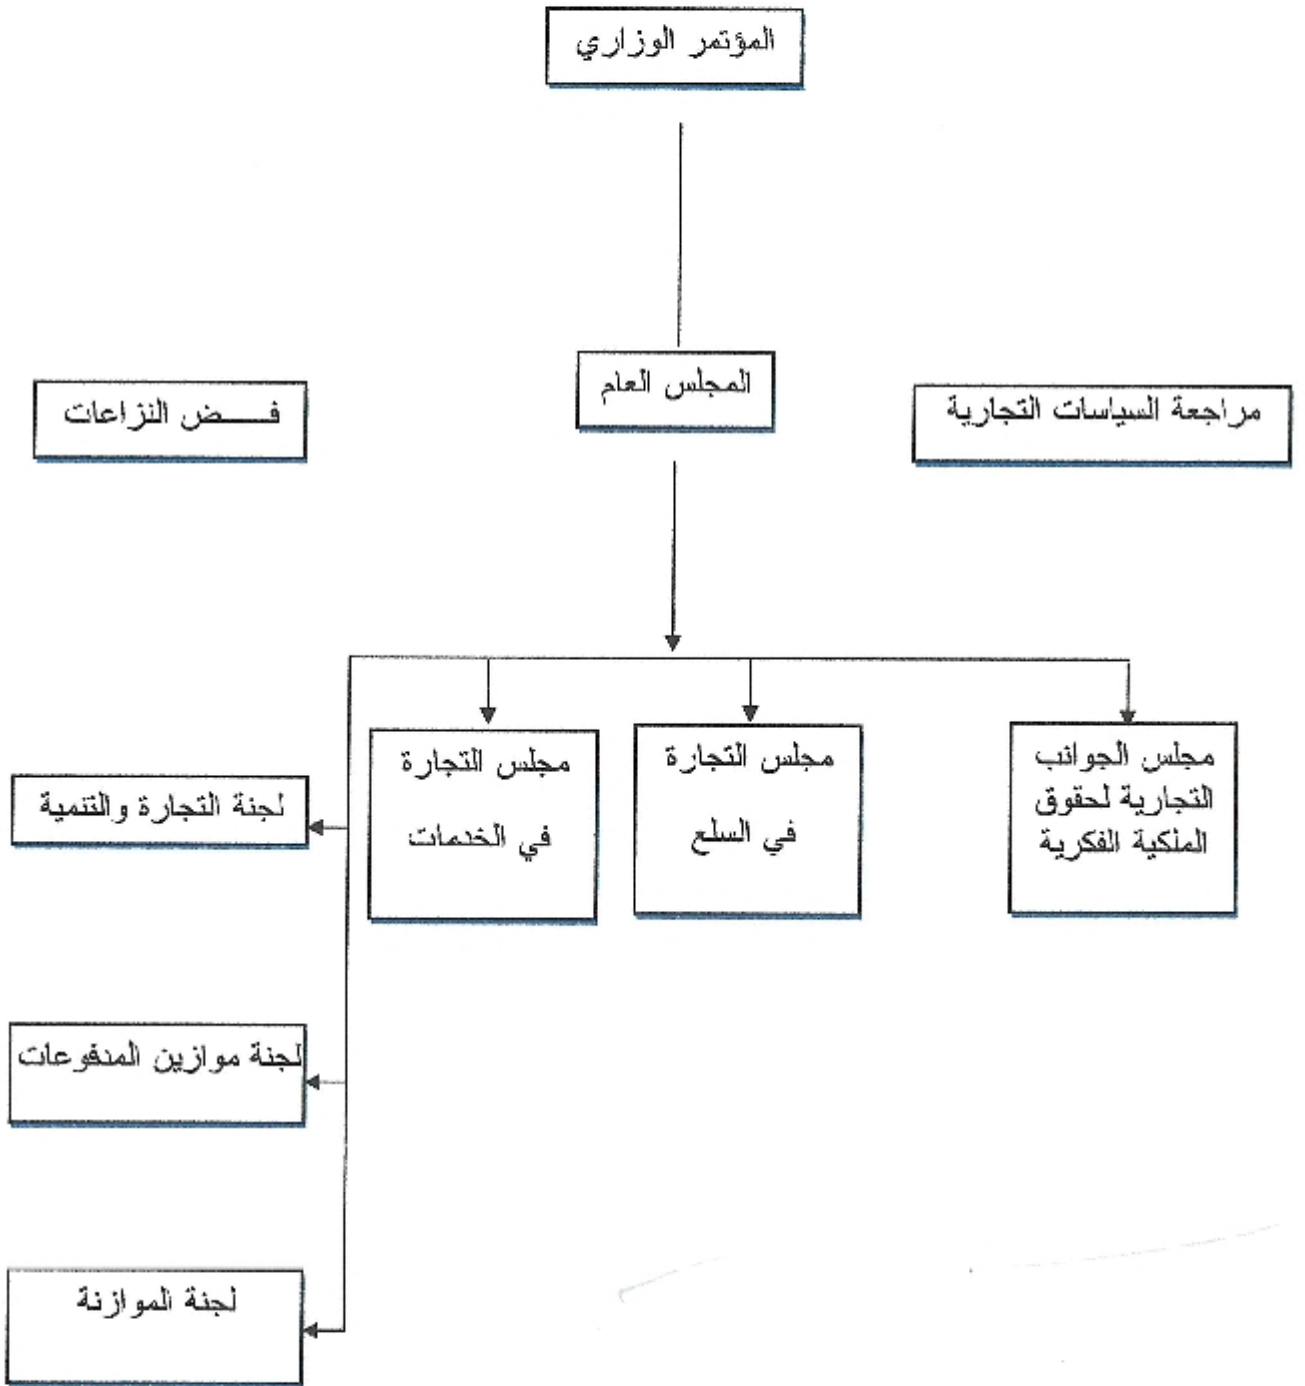 المؤتمر الوزاري
مراجعة السياسات التجارية
المجلس العام
فـــض النزاعات
مجلس الجوانب
التجارية لحقوق
الملكية الفكرية
مجلس التجارة
في السلع
مجلس التجارة
في الخدمات
لجنة التجارة والتنمية
لجنة موازين المدفوعات
لجنة الموازنة